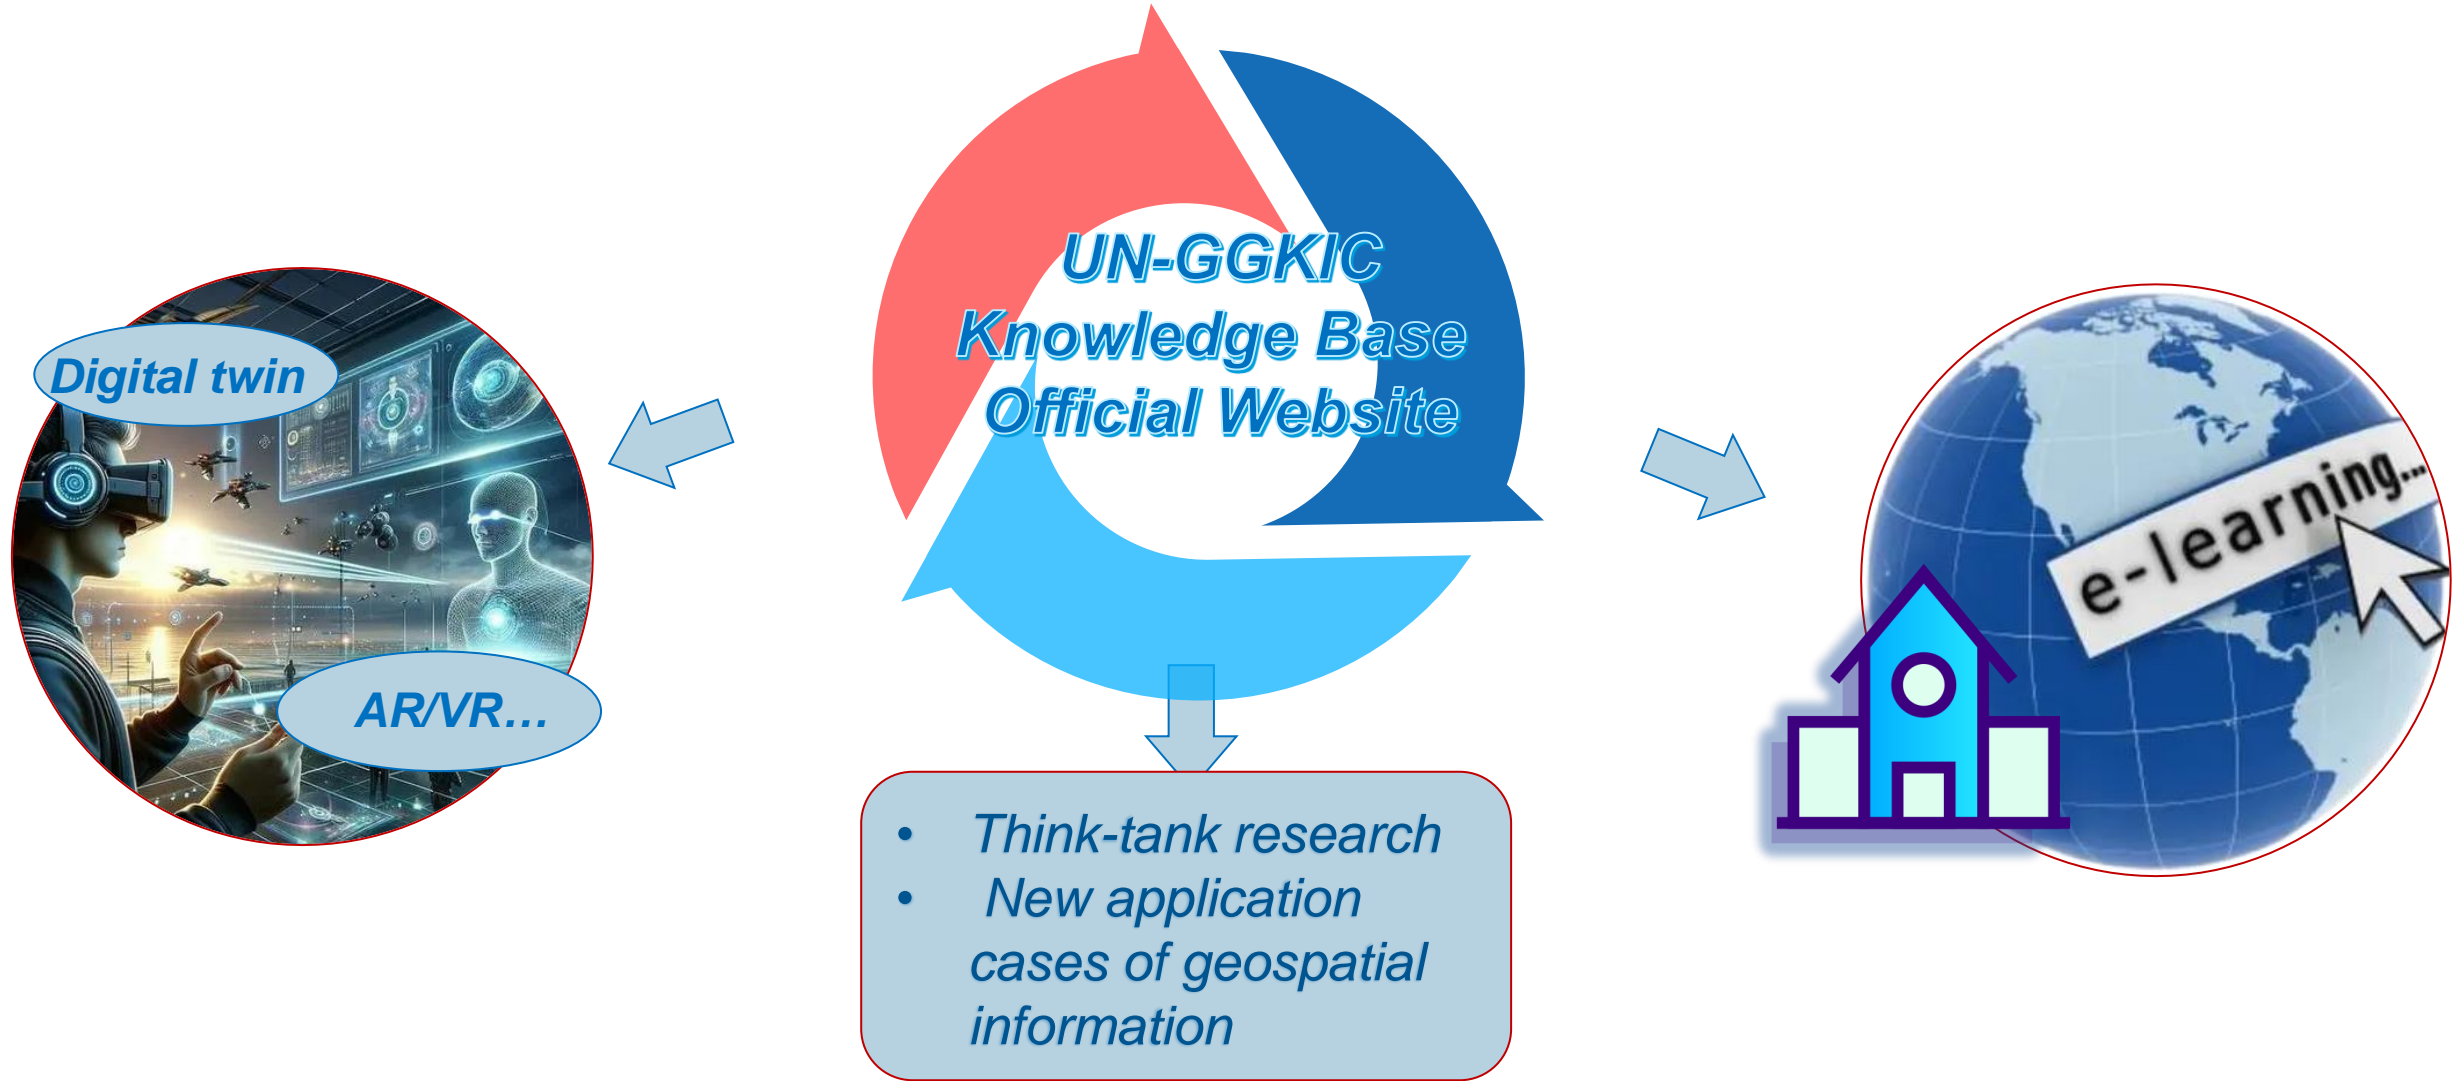 UN-GGKIC
Knowledge Base
Official Website
Digital twin
AR/VR...
e-learning...
• Think-tank research
• New application
cases of geospatial
information